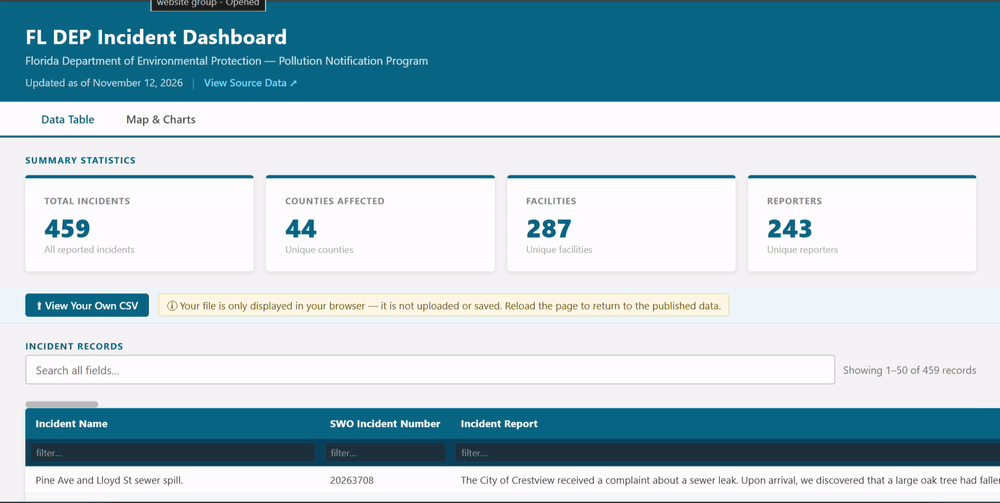 website group - Opened
FL DEP Incident Dashboard
Florida Department of Environmental Protection — Pollution Notification Program
Updated as of November 12, 2026 | View Source Data ↗
Data Table Map & Charts
SUMMARY STATISTICS
TOTAL INCIDENTS COUNTIES AFFECTED FACILITIES REPORTERS
459 44 287 243
All reported incidents Unique counties Unique facilities Unique reporters
⬆ View Your Own CSV ⓘ Your file is only displayed in your browser — it is not uploaded or saved. Reload the page to return to the published data.
INCIDENT RECORDS
Search all fields... Showing 1–50 of 459 records
Incident Name SWO Incident Number Incident Report
filter... filter... filter...
Pine Ave and Lloyd St sewer spill. 20263708 The City of Crestview received a complaint about a sewer leak. Upon arrival, we discovered that a large oak tree had